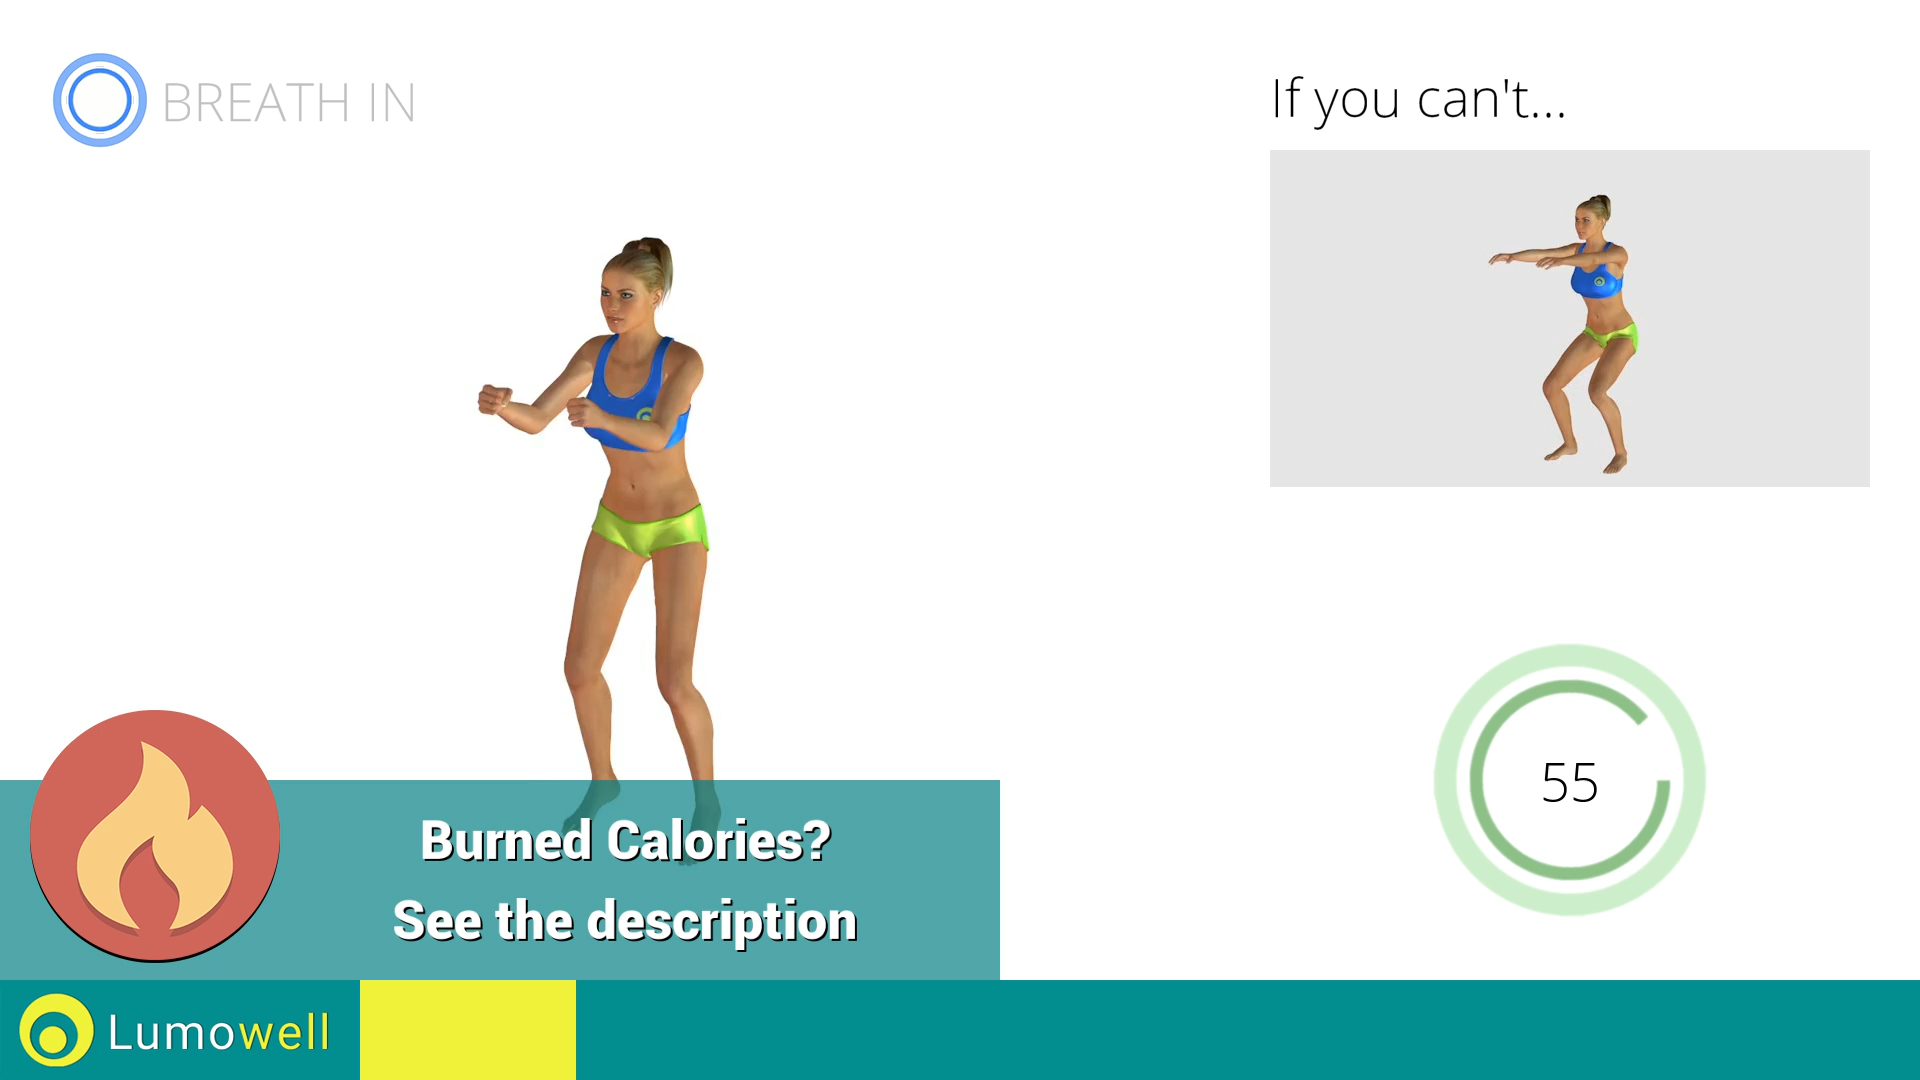 BREATH IN
If you can't...
55
Burned Calories?
See the description
Lumowell